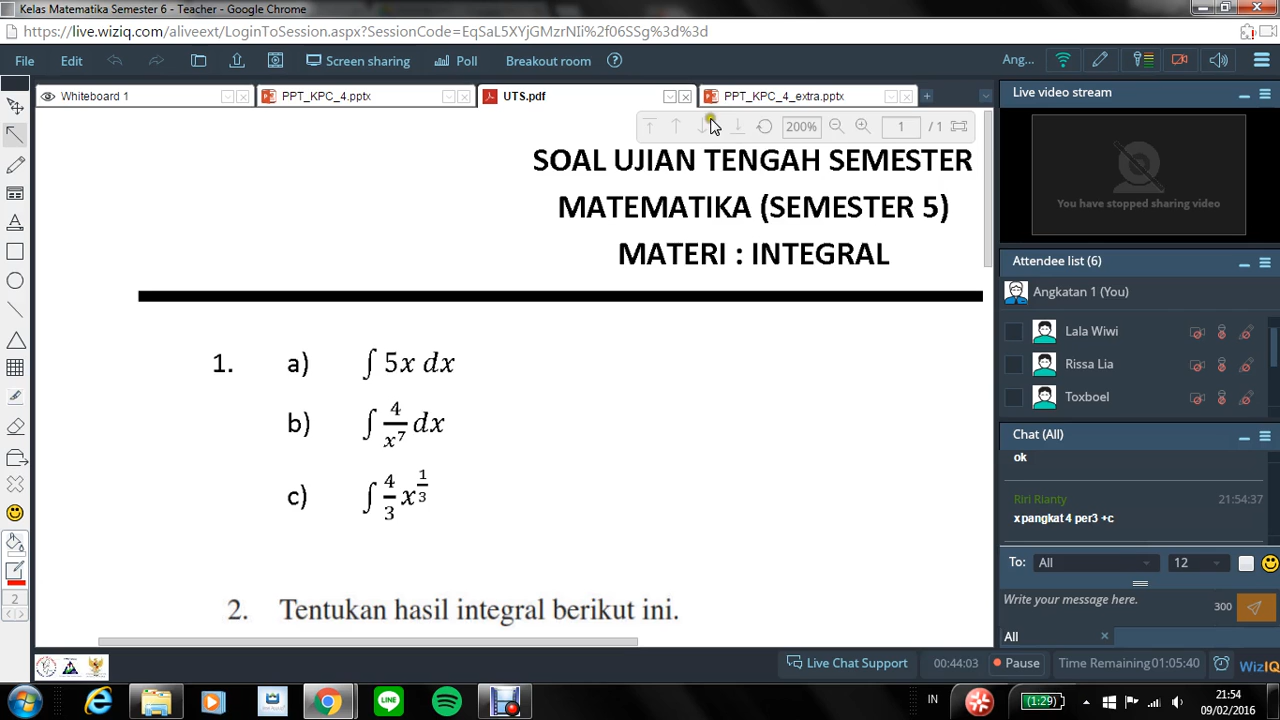 Kelas Matematika Semester 6 - Teacher - Google Chrome
https://live.wiziq.com/aliveext/LoginToSession.aspx?SessionCode=EqSaL5XYjGMzrNIi%2f06SSg%3d%3d
File Edit Screen sharing Poll Breakout room Ang...
Whiteboard 1 PPT_KPC_4.pptx UTS.pdf PPT_KPC_4_extra.pptx
200% 1 / 1
SOAL UJIAN TENGAH SEMESTER
MATEMATIKA (SEMESTER 5)
MATERI : INTEGRAL
1. a) ∫ 5x dx
b) ∫ 4/x⁷ dx
c) ∫ 4/3 x^(1/3)
2. Tentukan hasil integral berikut ini.
2
Live video stream
You have stopped sharing video
Attendee list (6)
Angkatan 1 (You)
Lala Wiwi
Rissa Lia
Toxboel
Chat (All)
ok
Riri Rianty 21:54:37
x pangkat 4 per3 +c
To: All 12
Write your message here. 300
All
Live Chat Support 00:44:03 Pause Time Remaining 01:05:40 WizIQ
LINE IN (1:29) 21:54
09/02/2016